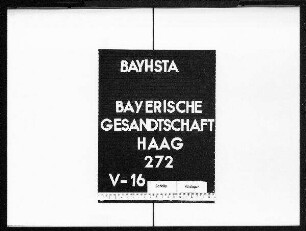 BAYHSTA
BAYERISCHE
GESANDTSCHAFT
HAAG
272
V-16